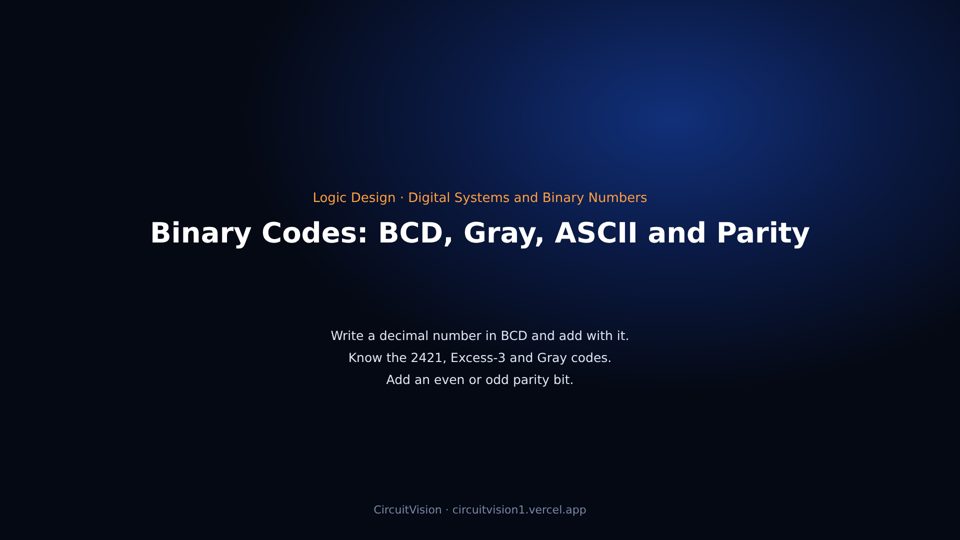 Logic Design · Digital Systems and Binary Numbers
Binary Codes: BCD, Gray, ASCII and Parity
Write a decimal number in BCD and add with it.
Know the 2421, Excess-3 and Gray codes.
Add an even or odd parity bit.
CircuitVision · circuitvision1.vercel.app